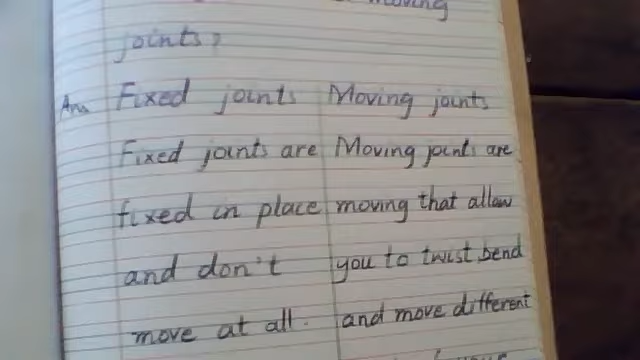 moving
joints?
Ans Fixed joints Moving joints
Fixed joints are Moving joints are
fixed in place moving that allow
and don't you to twist, bend
move at all. and move different